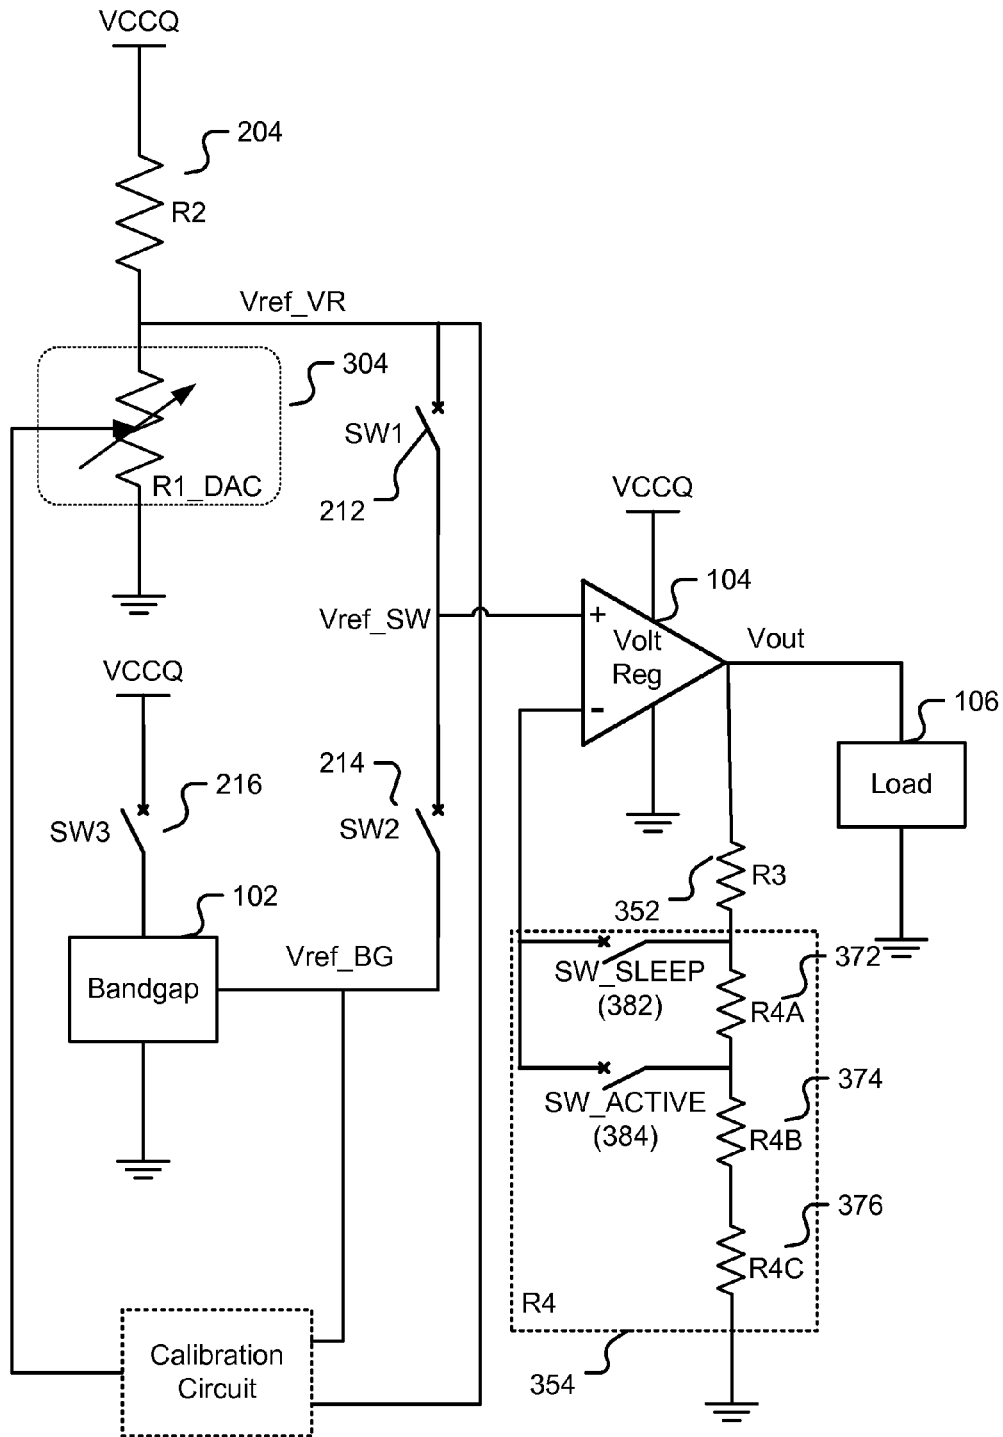 VCCQ
204
R2
Vref_VR
304
SW1
R1_DAC
212
VCCQ
104
Vref_SW
+
Volt
Reg
Vout
VCCQ
-
106
Load
214
216
SW3
SW2
R3
102
352
Vref_BG
Bandgap
SW_SLEEP
(382)
372
R4A
374
SW_ACTIVE
(384)
R4B
376
R4C
R4
Calibration
Circuit
354